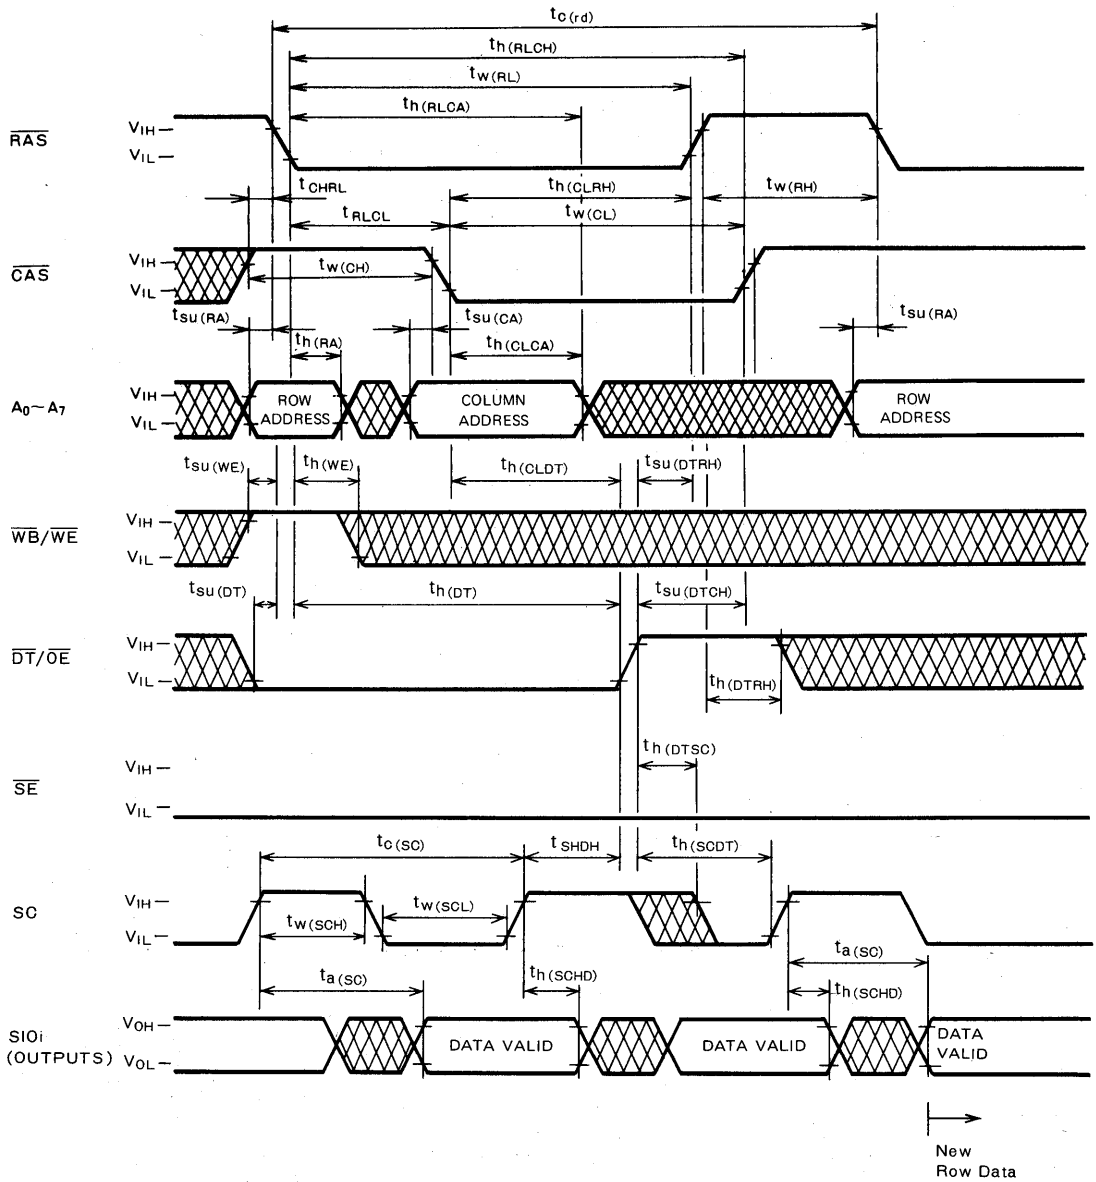 tc(rd)
th(RLCH)
tw(RL)
th(RLCA)
RAS
VIH
VIL
tCHRL
th(CLRH)
tw(RH)
tRLCL
tw(CL)
CAS
VIH
VIL
tw(CH)
tsu(RA)
tsu(CA)
tsu(RA)
th(RA)
th(CLCA)
A0~A7
VIH
VIL
ROW
ADDRESS
COLUMN
ADDRESS
ROW
ADDRESS
tsu(WE)
th(WE)
th(CLDT)
tsu(DTRH)
WB/WE
VIH
VIL
tsu(DT)
th(DT)
tsu(DTCH)
DT/OE
VIH
VIL
th(DTRH)
th(DTSC)
SE
VIH
VIL
tc(SC)
tSHDH
th(SCDT)
SC
VIH
VIL
tw(SCH)
tw(SCL)
ta(SC)
th(SCHD)
ta(SC)
th(SCHD)
SIOi
(OUTPUTS)
VOH
VOL
DATA VALID
DATA VALID
DATA
VALID
New
Row Data